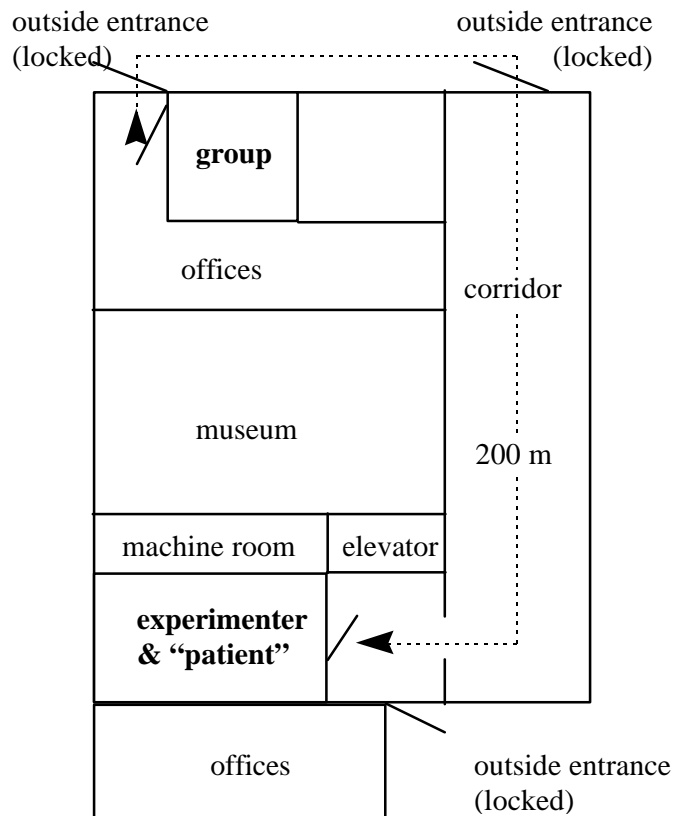 outside entrance
(locked)
outside entrance
(locked)
group
offices
corridor
museum
200 m
machine room
elevator
experimenter
& “patient”
offices
outside entrance
(locked)